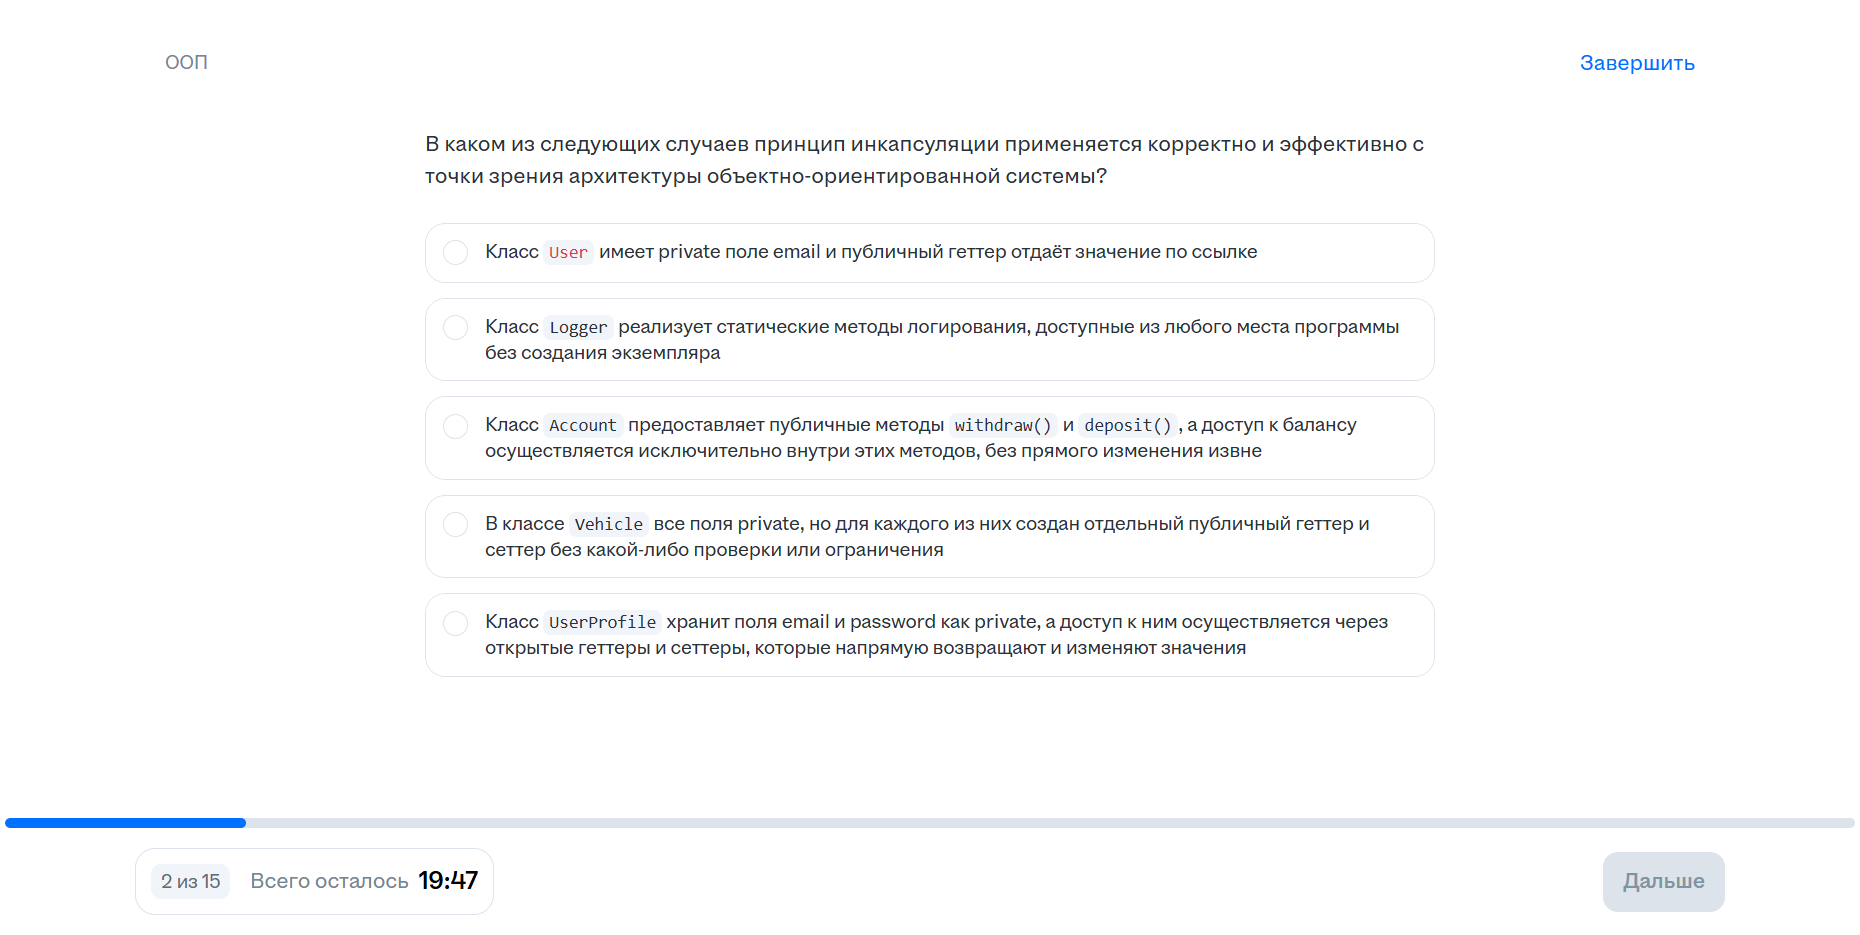 ООП
Завершить
В каком из следующих случаев принцип инкапсуляции применяется корректно и эффективно с
точки зрения архитектуры объектно-ориентированной системы?
Класс User имеет private поле email и публичный геттер отдаёт значение по ссылке
Класс Logger реализует статические методы логирования, доступные из любого места программы
без создания экземпляра
Класс Account предоставляет публичные методы withdraw() и deposit(), а доступ к балансу
осуществляется исключительно внутри этих методов, без прямого изменения извне
В классе Vehicle все поля private, но для каждого из них создан отдельный публичный геттер и
сеттер без какой-либо проверки или ограничения
Класс UserProfile хранит поля email и password как private, а доступ к ним осуществляется через
открытые геттеры и сеттеры, которые напрямую возвращают и изменяют значения
2 из 15 Всего осталось 19:47
Дальше